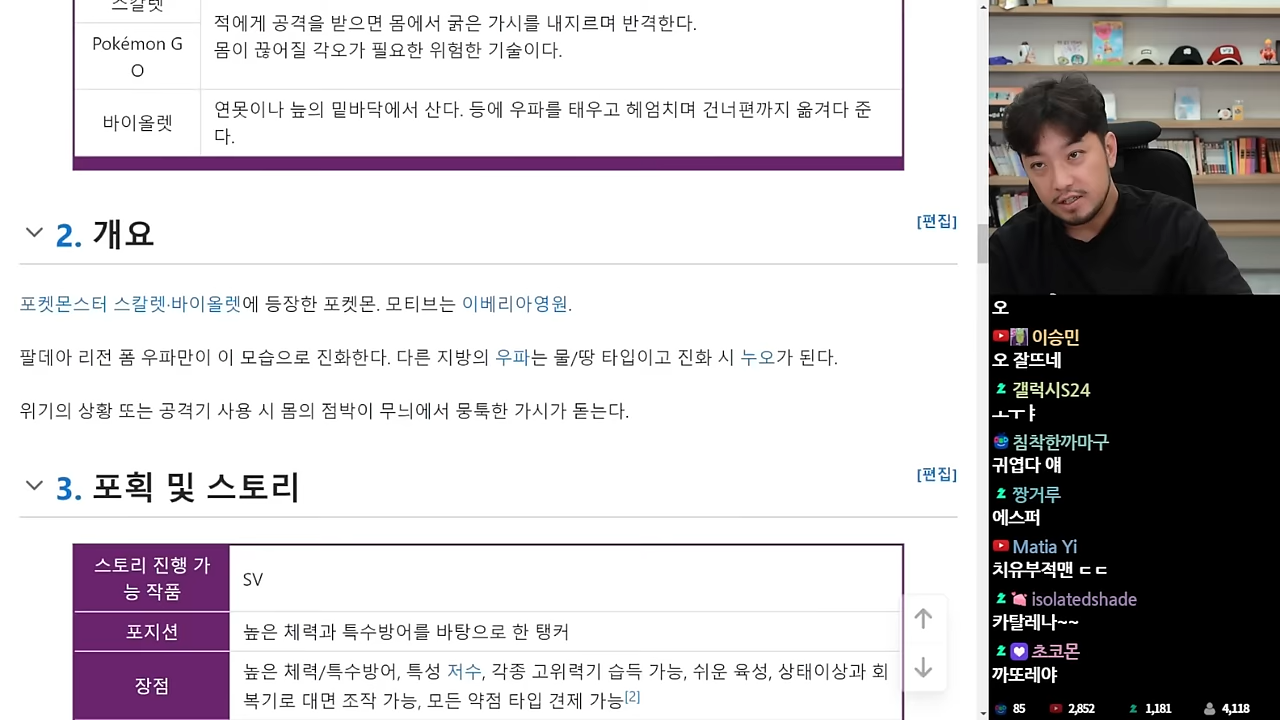 스칼렛
적에게 공격을 받으면 몸에서 굵은 가시를 내지르며 반격한다.
몸이 끊어질 각오가 필요한 위험한 기술이다.
Pokémon G
O
바이올렛
연못이나 늪의 밑바닥에서 산다. 등에 우파를 태우고 헤엄치며 건너편까지 옮겨다 준
다.
2. 개요
[편집]
포켓몬스터 스칼렛·바이올렛에 등장한 포켓몬. 모티브는 이베리아영원.
팔데아 리전 폼 우파만이 이 모습으로 진화한다. 다른 지방의 우파는 물/땅 타입이고 진화 시 누오가 된다.
위기의 상황 또는 공격기 사용 시 몸의 점박이 무늬에서 뭉툭한 가시가 돋는다.
3. 포획 및 스토리
[편집]
스토리 진행 가
능 작품
SV
포지션
높은 체력과 특수방어를 바탕으로 한 탱커
장점
높은 체력/특수방어, 특성 저수, 각종 고위력기 습득 가능, 쉬운 육성, 상태이상과 회
복기로 대면 조작 가능, 모든 약점 타입 견제 가능[2]
오
이승민
오 잘뜨네
갤럭시S24
ㅗㅜㅑ
침착한까마구
귀엽다 얘
짱거루
에스퍼
Matia Yi
치유부적맨 ㄷㄷ
isolatedshade
카탈레나~~
초코몬
까또레야
85
2,852
1,181
4,118